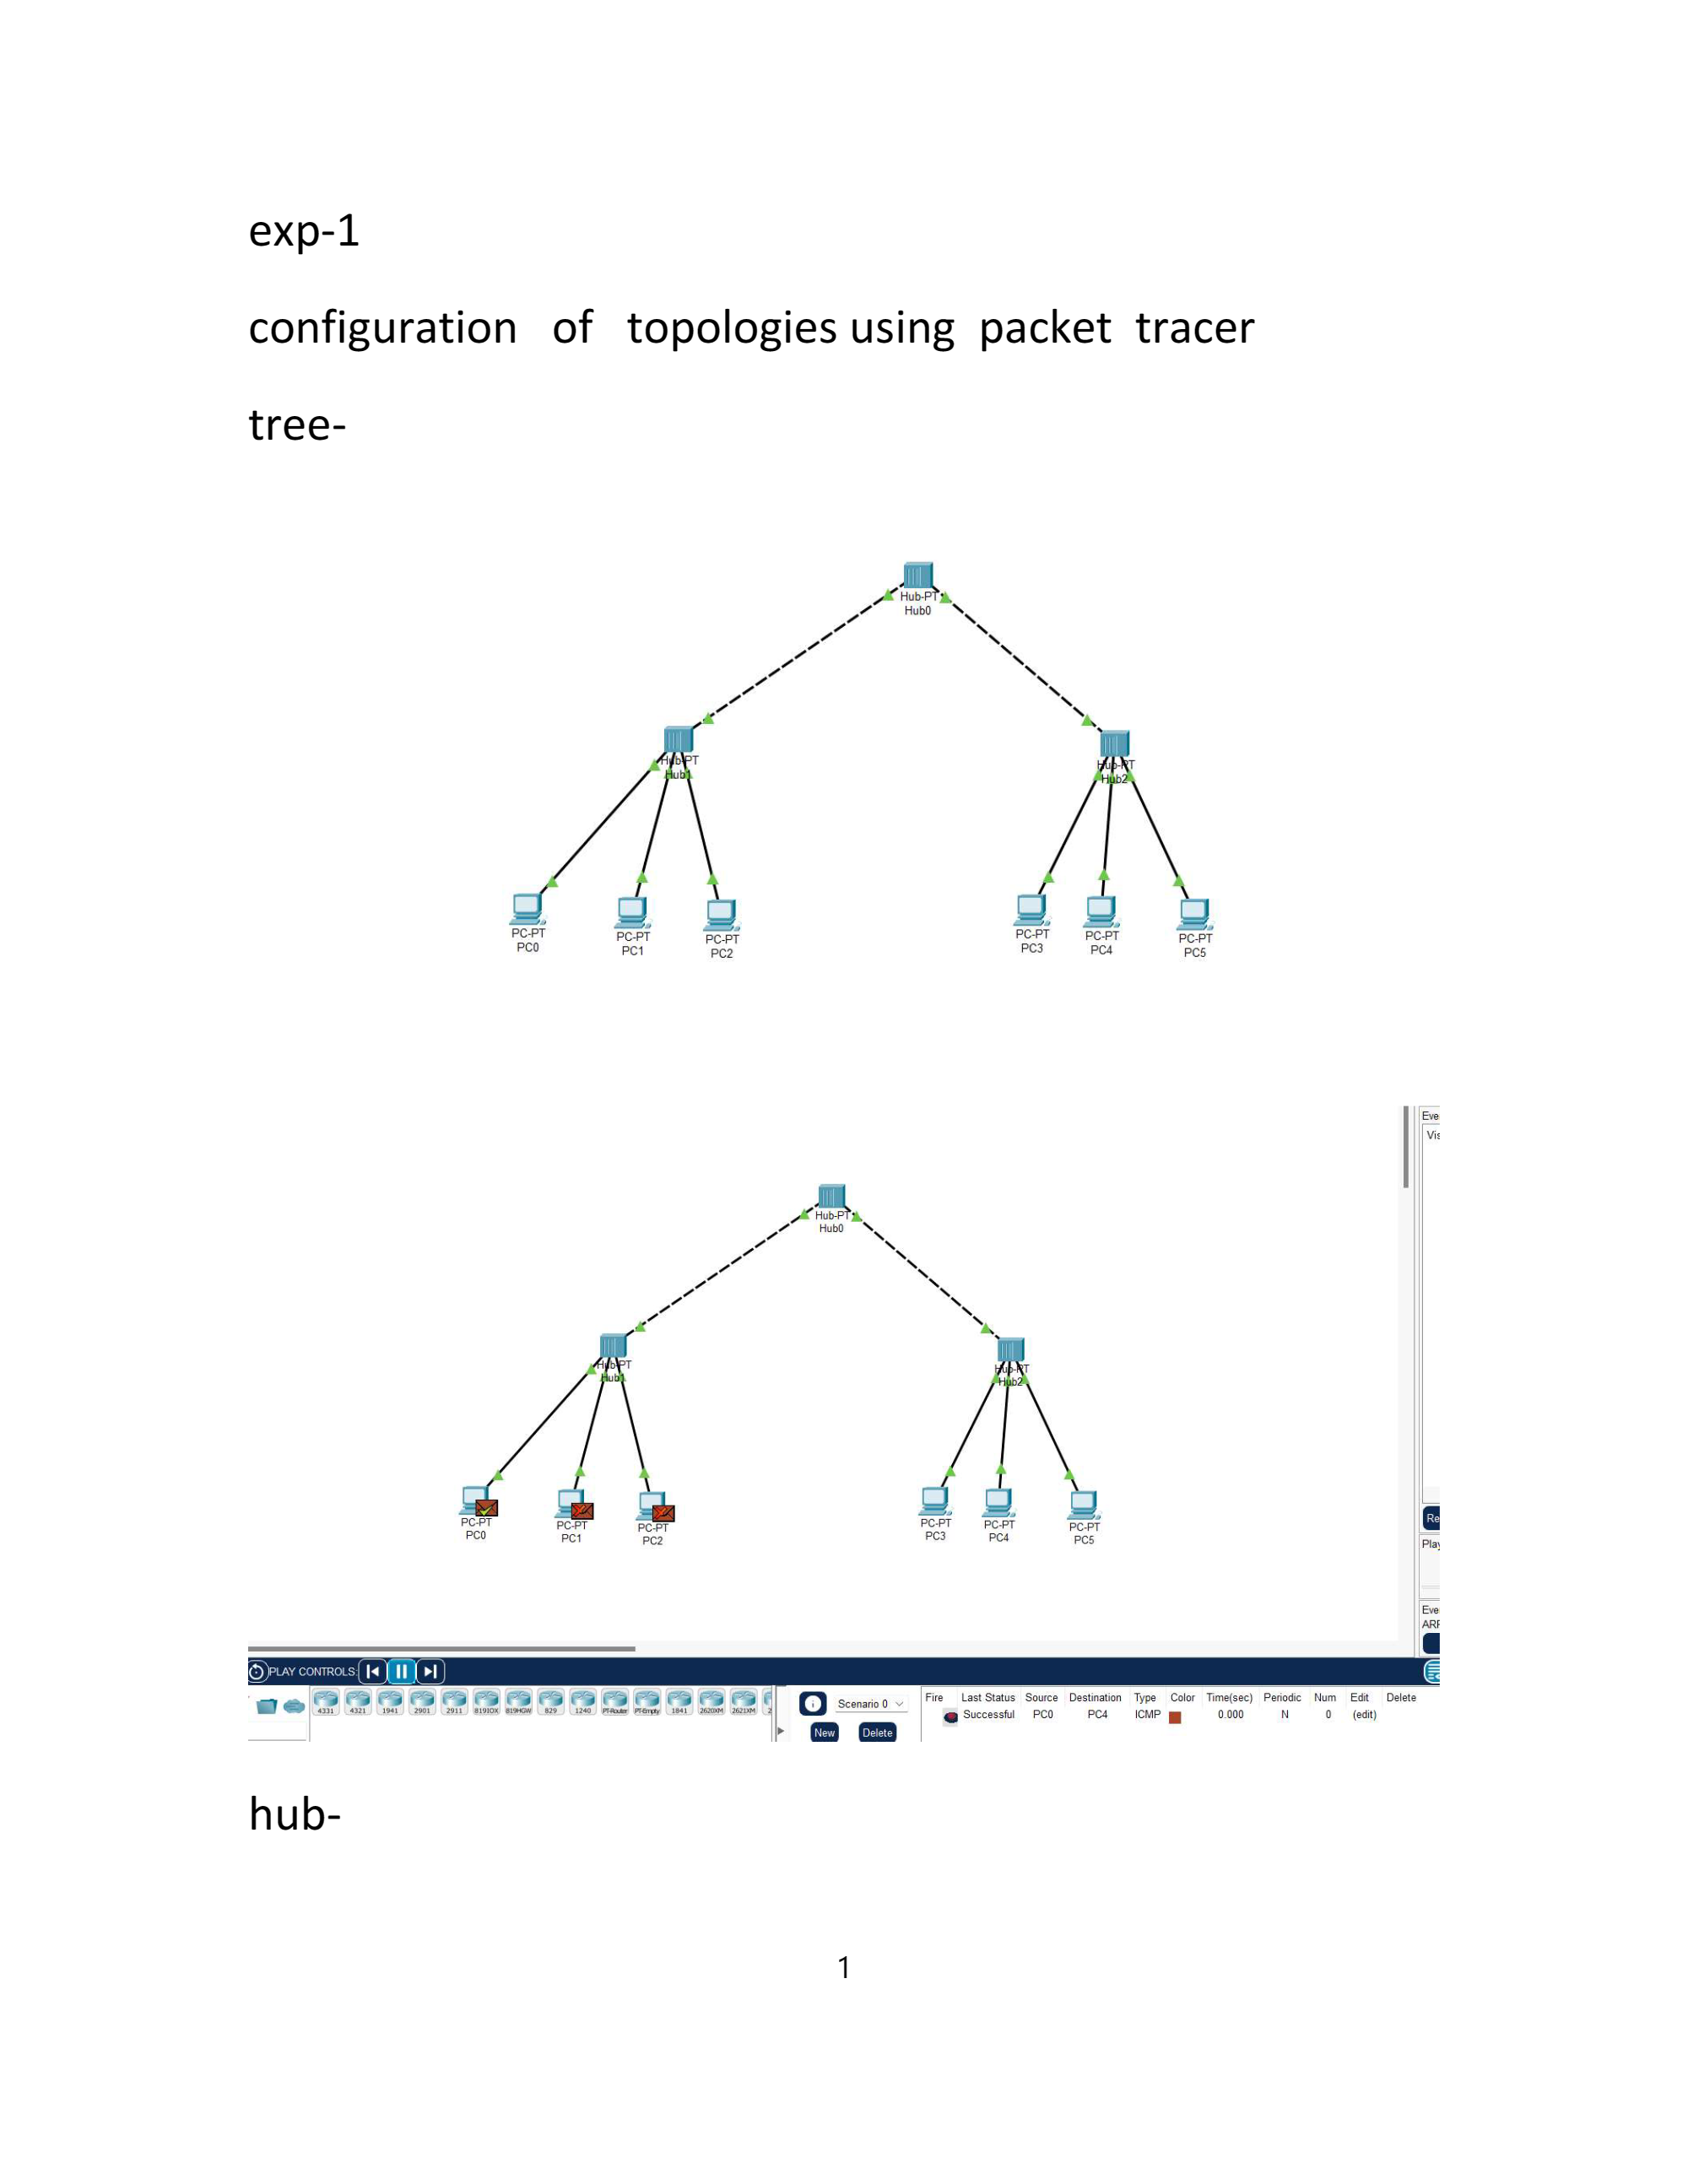 exp-1
configuration of topologies using packet tracer
tree-
Hub-PT
Hub0
Hub-PT
Hub1
Hub-PT
Hub2
PC-PT
PC0
PC-PT
PC1
PC-PT
PC2
PC-PT
PC3
PC-PT
PC4
PC-PT
PC5
Eve
Vis
Hub-PT
Hub0
Hub-PT
Hub1
Hub-PT
Hub2
PC-PT
PC0
PC-PT
PC1
PC-PT
PC2
PC-PT
PC3
PC-PT
PC4
PC-PT
PC5
Re
Play
Eve
ARP
PLAY CONTROLS:
4331 4321 1941 2901 2911 819IOX 819HGW 829 1240 PT-Router PT-Empty 1841 2620XM 2621XM 2
Scenario 0
New Delete
Fire Last Status Source Destination Type Color Time(sec) Periodic Num Edit Delete
Successful PC0 PC4 ICMP 0.000 N 0 (edit)
hub-
1